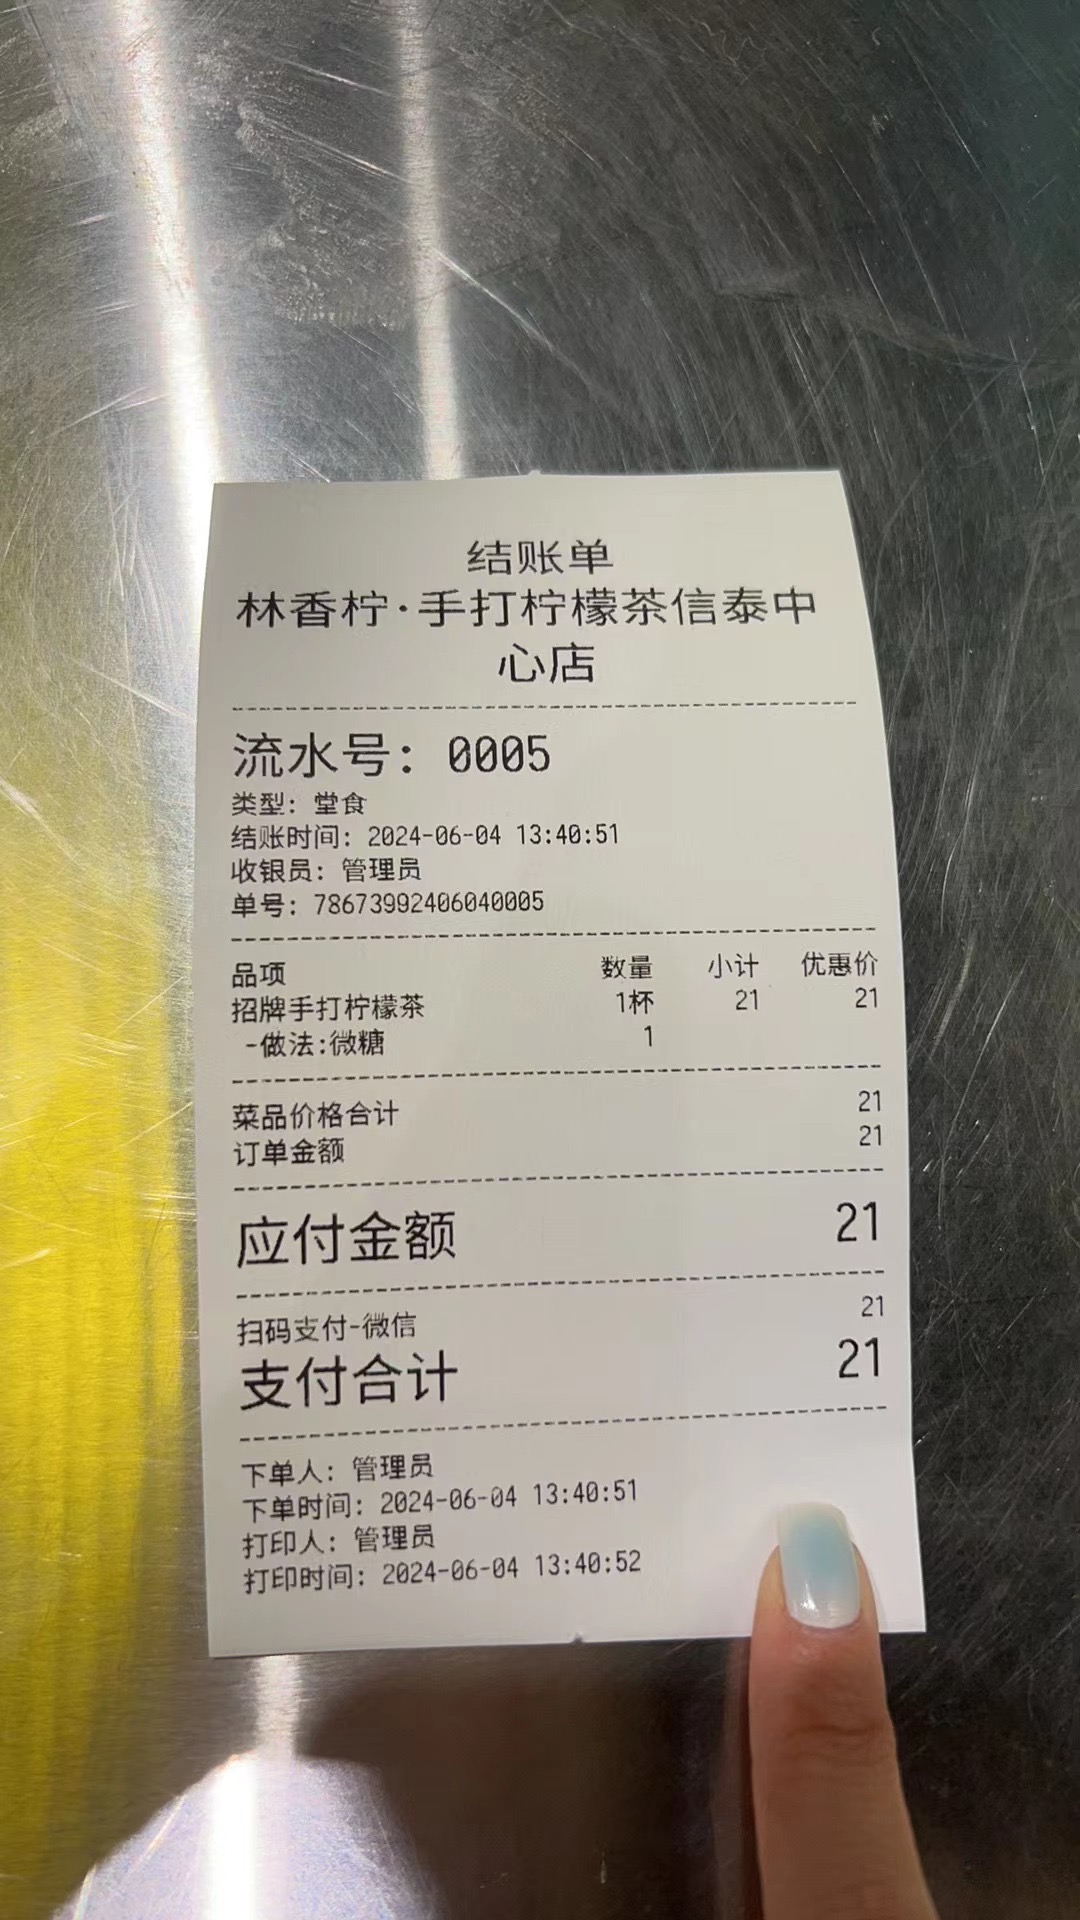 结账单
林香柠·手打柠檬茶信泰中
心店
流水号：0005
类型：堂食
结账时间：2024-06-04 13:40:51
收银员：管理员
单号：78673992406040005
品项 数量 小计 优惠价
招牌手打柠檬茶 1杯 21 21
-做法:微糖 1
菜品价格合计 21
订单金额 21
应付金额 21
扫码支付-微信 21
支付合计 21
下单人：管理员
下单时间：2024-06-04 13:40:51
打印人：管理员
打印时间：2024-06-04 13:40:52